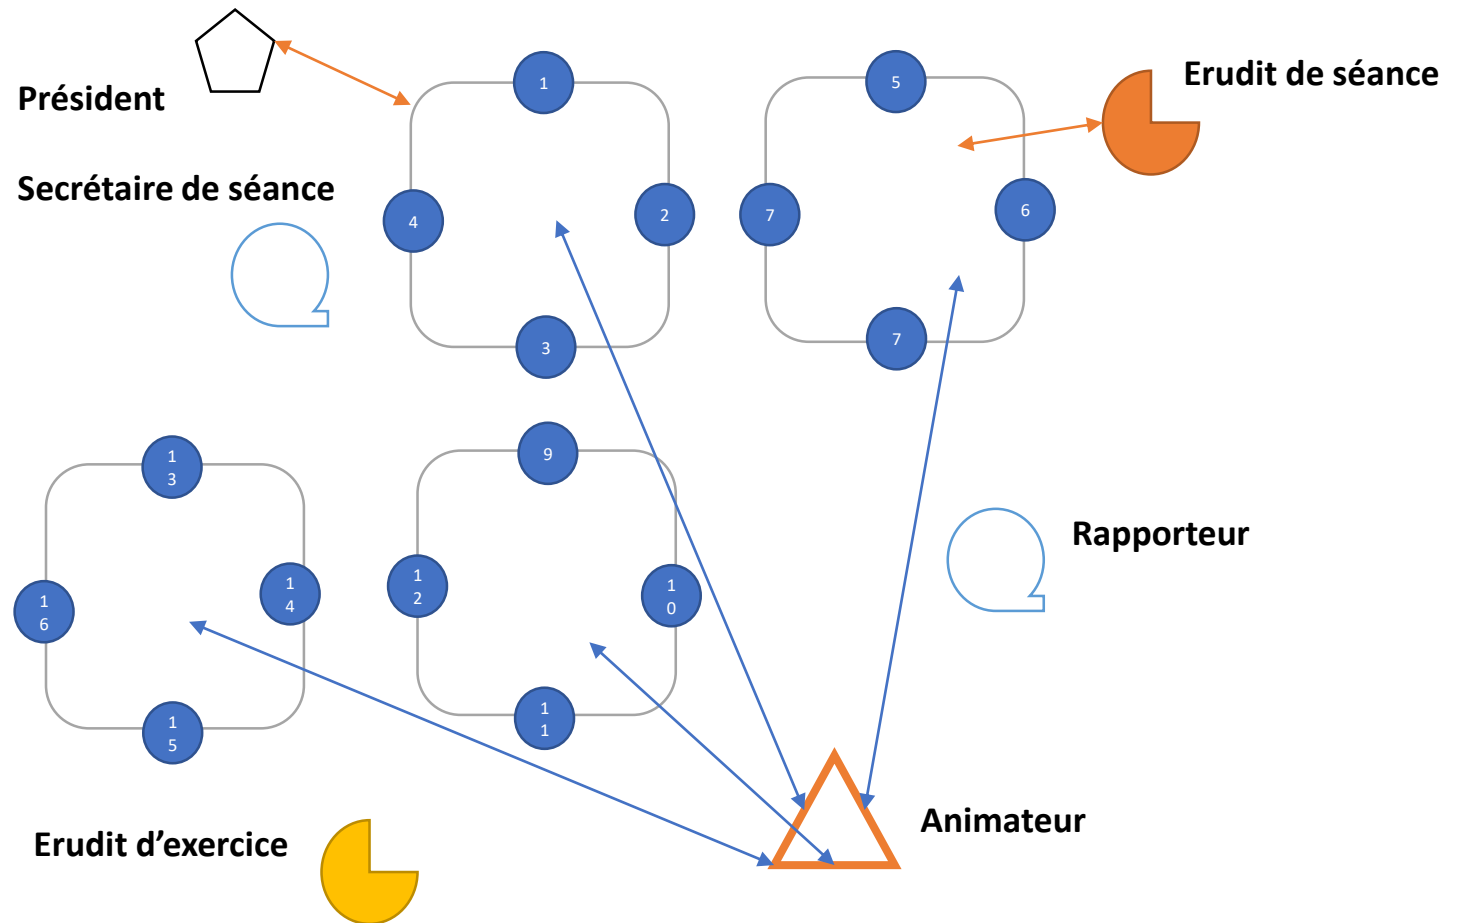 Président
1
5
Erudit de séance
Secrétaire de séance
4
2
7
6
3
7
13
9
16
14
12
10
Rapporteur
15
11
Erudit d’exercice
Animateur